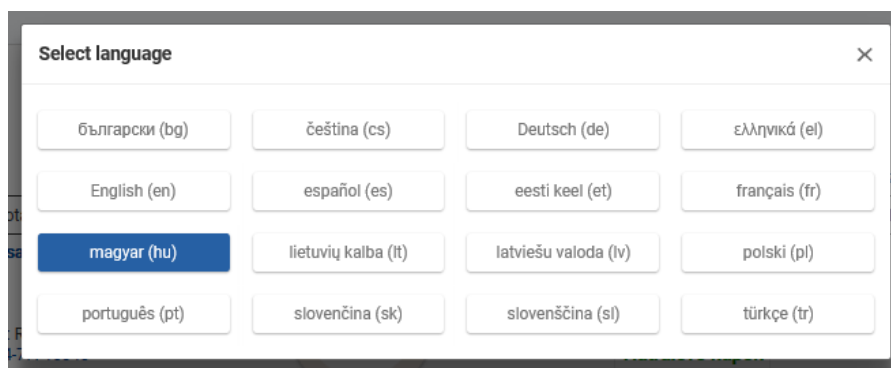 Select language
български (bg) čeština (cs) Deutsch (de) ελληνικά (el)
English (en) español (es) eesti keel (et) français (fr)
magyar (hu) lietuvių kalba (lt) latviešu valoda (lv) polski (pl)
português (pt) slovenčina (sk) slovenščina (sl) türkçe (tr)